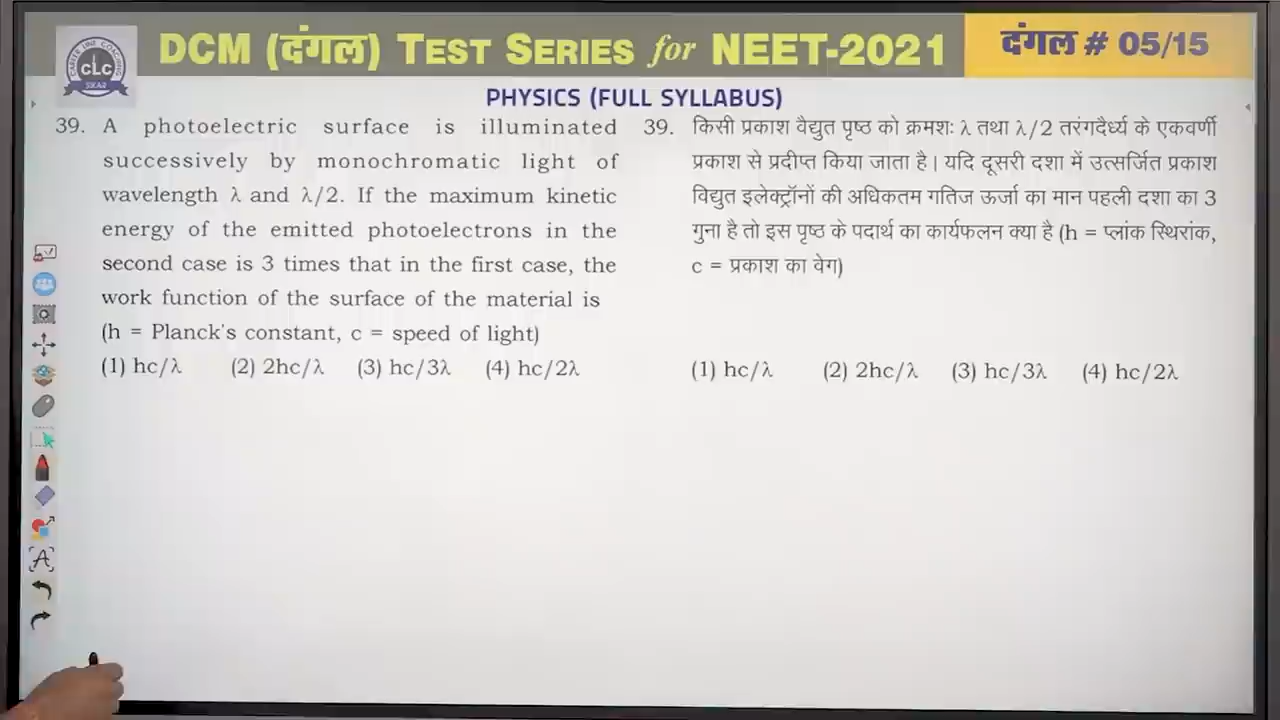 DCM (दंगल) TEST SERIES for NEET-2021
दंगल # 05/15
CLC
SIKAR
PHYSICS (FULL SYLLABUS)
39. A photoelectric surface is illuminated
successively by monochromatic light of
wavelength λ and λ/2. If the maximum kinetic
energy of the emitted photoelectrons in the
second case is 3 times that in the first case, the
work function of the surface of the material is
(h = Planck's constant, c = speed of light)
(1) hc/λ (2) 2hc/λ (3) hc/3λ (4) hc/2λ
39. किसी प्रकाश वैद्युत पृष्ठ को क्रमशः λ तथा λ/2 तरंगदैर्ध्य के एकवर्णी
प्रकाश से प्रदीप्त किया जाता है। यदि दूसरी दशा में उत्सर्जित प्रकाश
विद्युत इलेक्ट्रॉनों की अधिकतम गतिज ऊर्जा का मान पहली दशा का 3
गुना है तो इस पृष्ठ के पदार्थ का कार्यफलन क्या है (h = प्लांक स्थिरांक,
c = प्रकाश का वेग)
(1) hc/λ (2) 2hc/λ (3) hc/3λ (4) hc/2λ
A